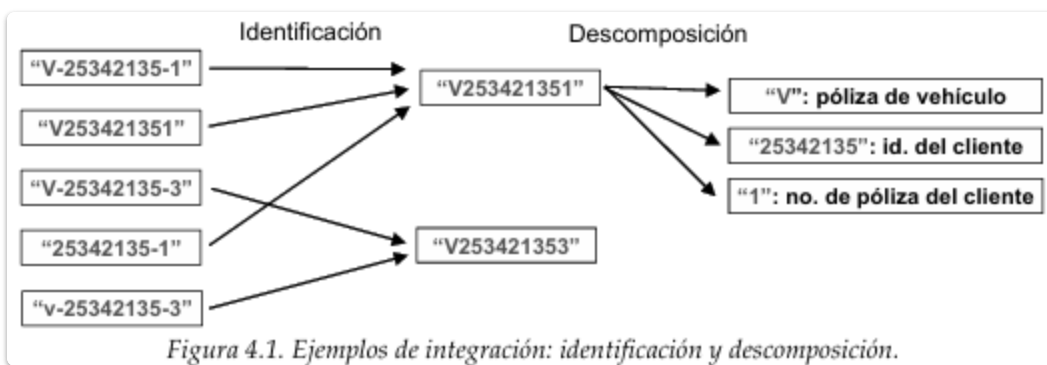 Identificación
Descomposición
“V-25342135-1”
“V253421351”
“V-25342135-3”
“25342135-1”
“v-25342135-3”
“V253421351”
“V253421353”
“V”: póliza de vehículo
“25342135”: id. del cliente
“1”: no. de póliza del cliente
Figura 4.1. Ejemplos de integración: identificación y descomposición.